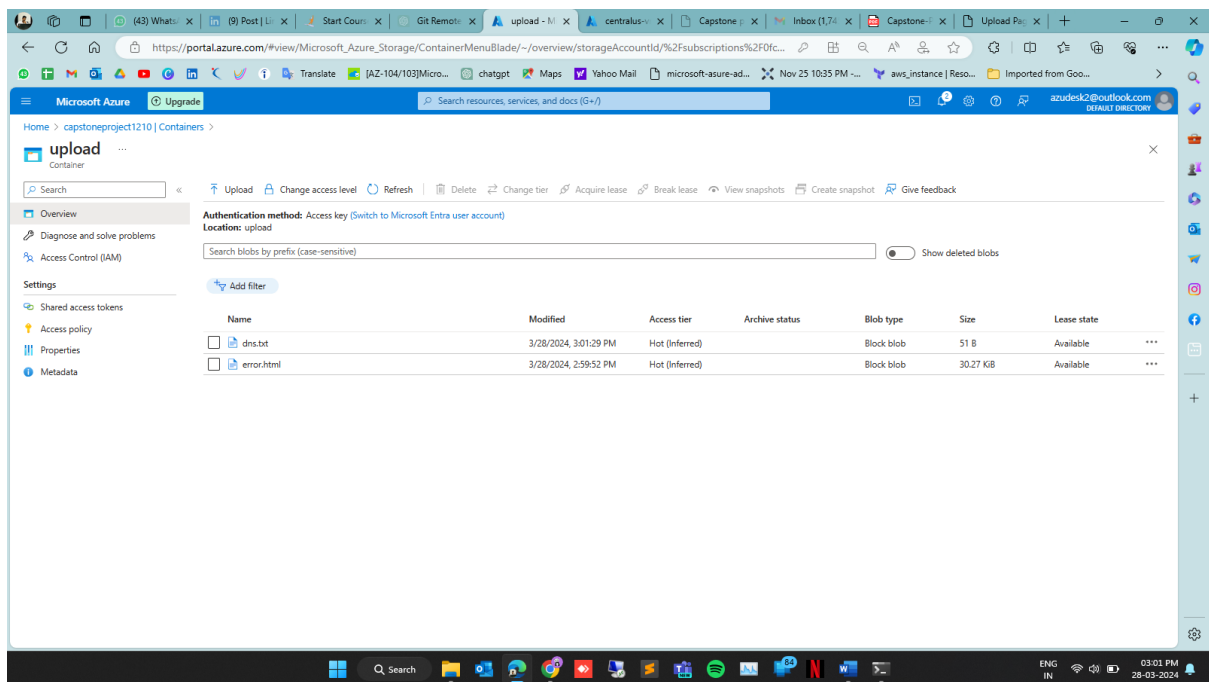 (43) Whats
(9) Post | Li
Start Cours
Git Remote
upload - M
centralus-v
Capstone p
Inbox (1,74
Capstone-P
Upload Pag
https://portal.azure.com/#view/Microsoft_Azure_Storage/ContainerMenuBlade/~/overview/storageAccountId/%2Fsubscriptions%2F0fc...
Translate
[AZ-104/103]Micro...
chatgpt
Maps
Yahoo Mail
microsoft-asure-ad...
Nov 25 10:35 PM -...
aws_instance | Reso...
Imported from Goo...
Microsoft Azure
Upgrade
Search resources, services, and docs (G+/)
2
azudesk2@outlook.com
DEFAULT DIRECTORY
Home > capstoneproject1210 | Containers >
upload ...
Container
Search
«
Upload
Change access level
Refresh
Delete
Change tier
Acquire lease
Break lease
View snapshots
Create snapshot
Give feedback
Overview
Diagnose and solve problems
Access Control (IAM)
Settings
Shared access tokens
Access policy
Properties
Metadata
Authentication method: Access key (Switch to Microsoft Entra user account)
Location: upload
Search blobs by prefix (case-sensitive)
Show deleted blobs
Add filter
Name Modified Access tier Archive status Blob type Size Lease state
dns.txt 3/28/2024, 3:01:29 PM Hot (Inferred) Block blob 51 B Available ...
error.html 3/28/2024, 2:59:52 PM Hot (Inferred) Block blob 30.27 KiB Available ...
Search
84
ENG
IN
03:01 PM
28-03-2024